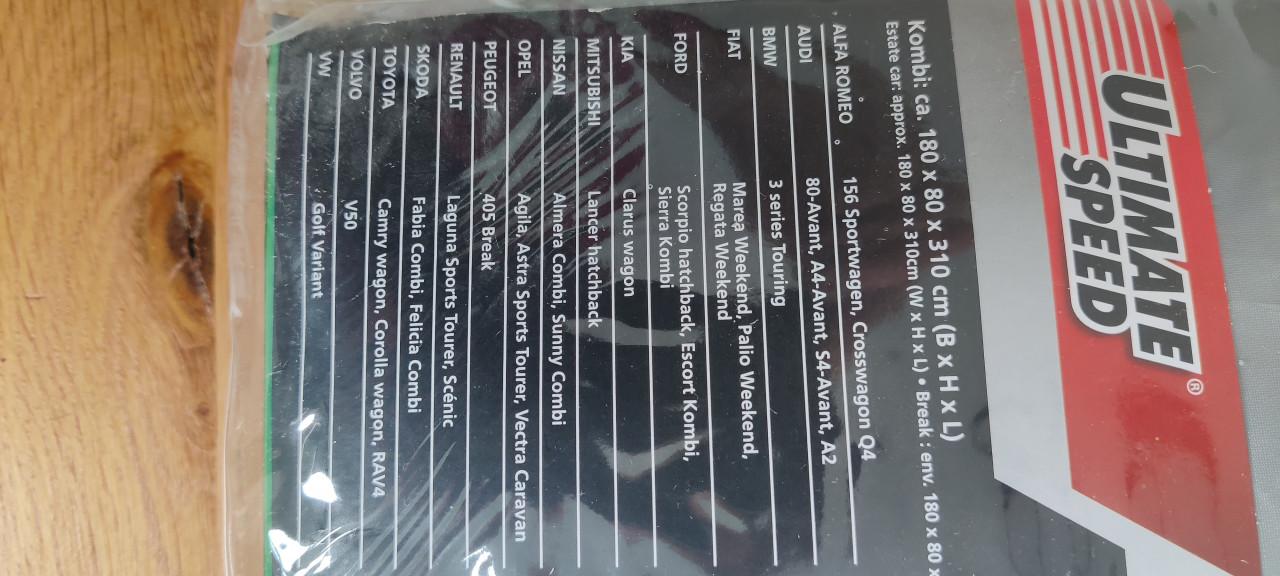 ULTIMATE
SPEED®
Kombi: ca. 180 x 80 x 310 cm (B x H x L)
Estate car: approx. 180 x 80 x 310cm (W x H x L) • Break : env. 180 x 80 x
ALFA ROMEO 156 Sportwagen, Crosswagon Q4
AUDI 80-Avant, A4-Avant, S4-Avant, A2
BMW 3 series Touring
FIAT Marea Weekend, Palio Weekend,
Regata Weekend
FORD Scorpio hatchback, Escort Kombi,
Sierra Kombi
KIA Clarus wagon
MITSUBISHI Lancer hatchback
NISSAN Almera Combi, Sunny Combi
OPEL Agila, Astra Sports Tourer, Vectra Caravan
PEUGEOT 405 Break
RENAULT Laguna Sports Tourer, Scénic
SKODA Fabia Combi, Felicia Combi
TOYOTA Camry wagon, Corolla wagon, RAV4
VOLVO V50
VW Golf Variant